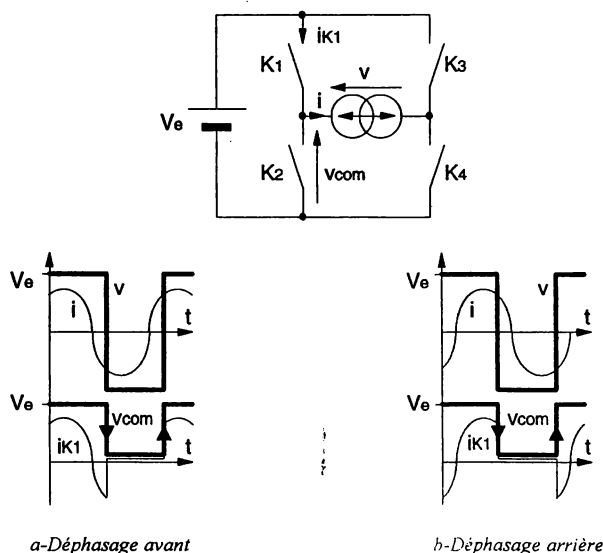 iK1
K1
K3
v
Ve
i
K2
Vcom
K4
Ve
v
i
t
Ve
Vcom
iK1
t
a-Déphasage avant
Ve
v
i
t
Ve
Vcom
iK1
t
b-Déphasage arrière